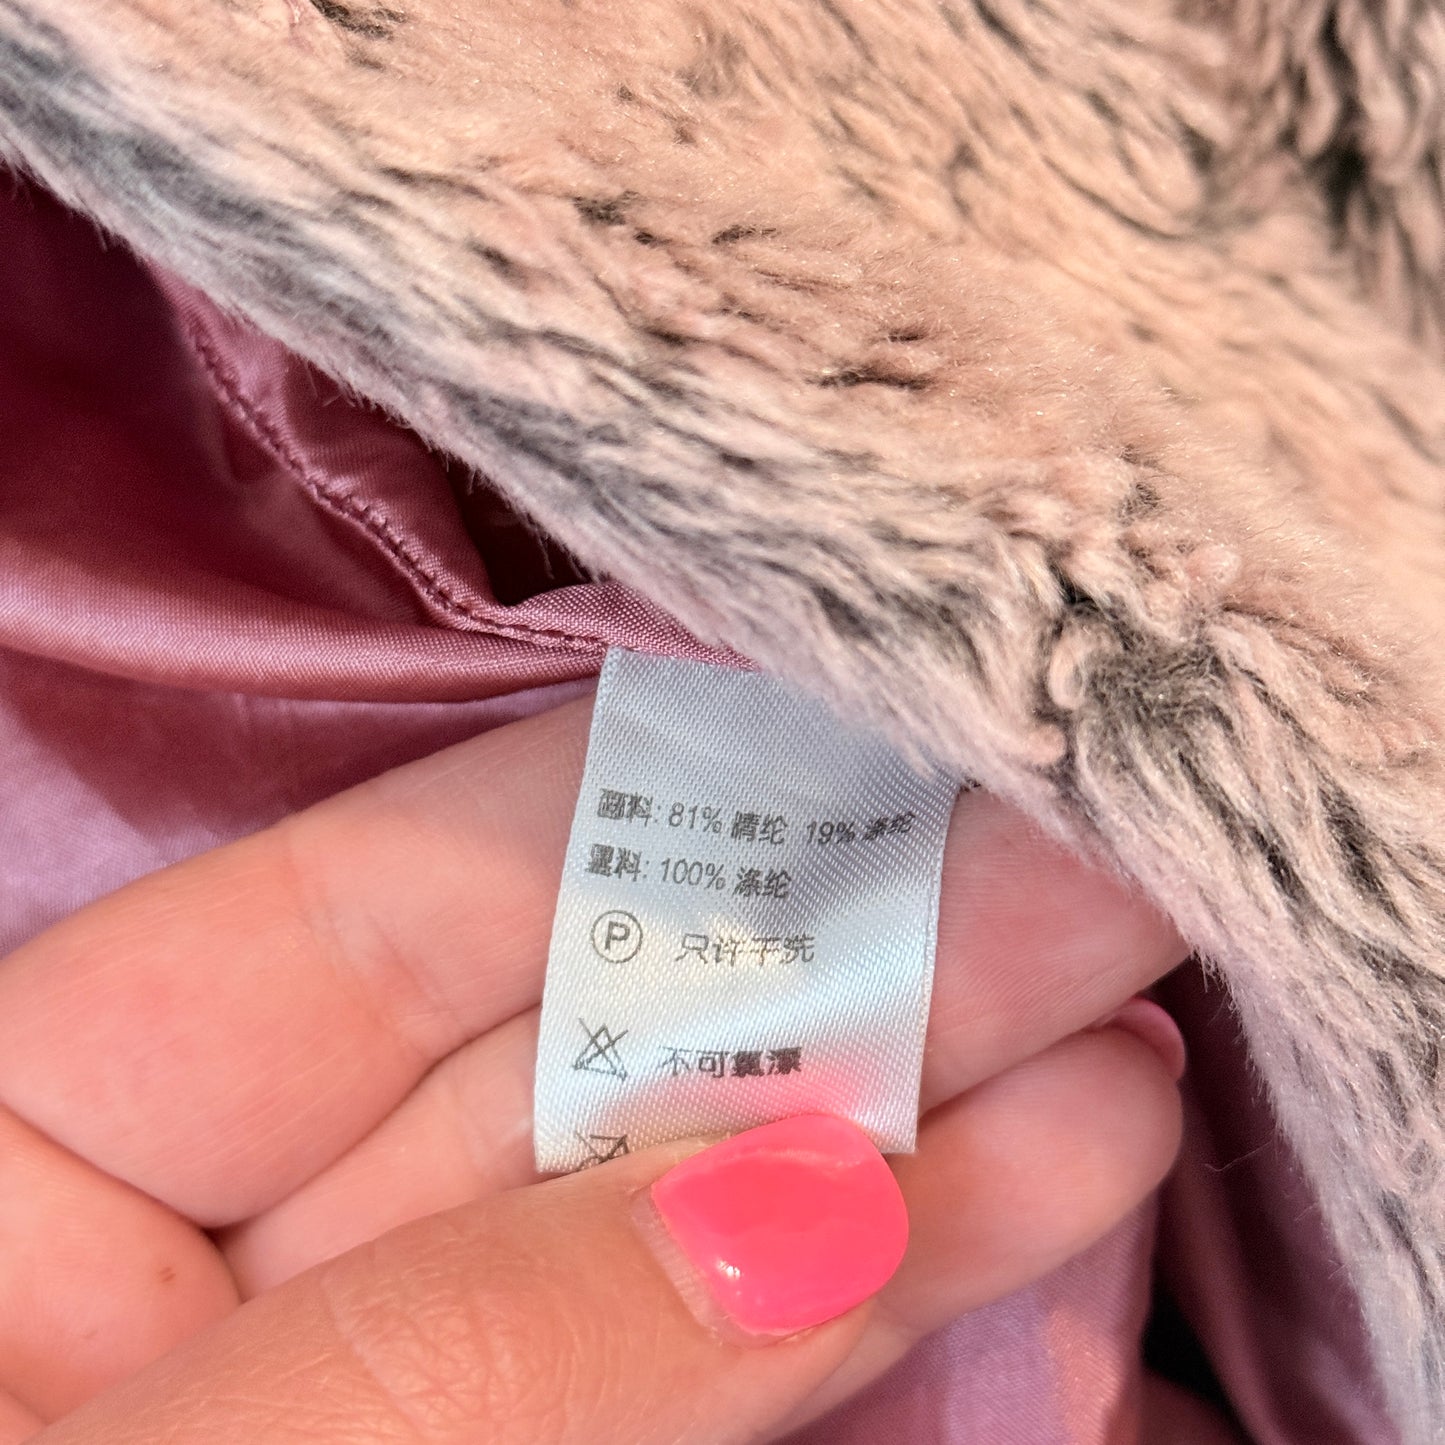 面料: 81% 腈纶 19% 涤纶
里料: 100% 涤纶
P 只许干洗
不可氯漂